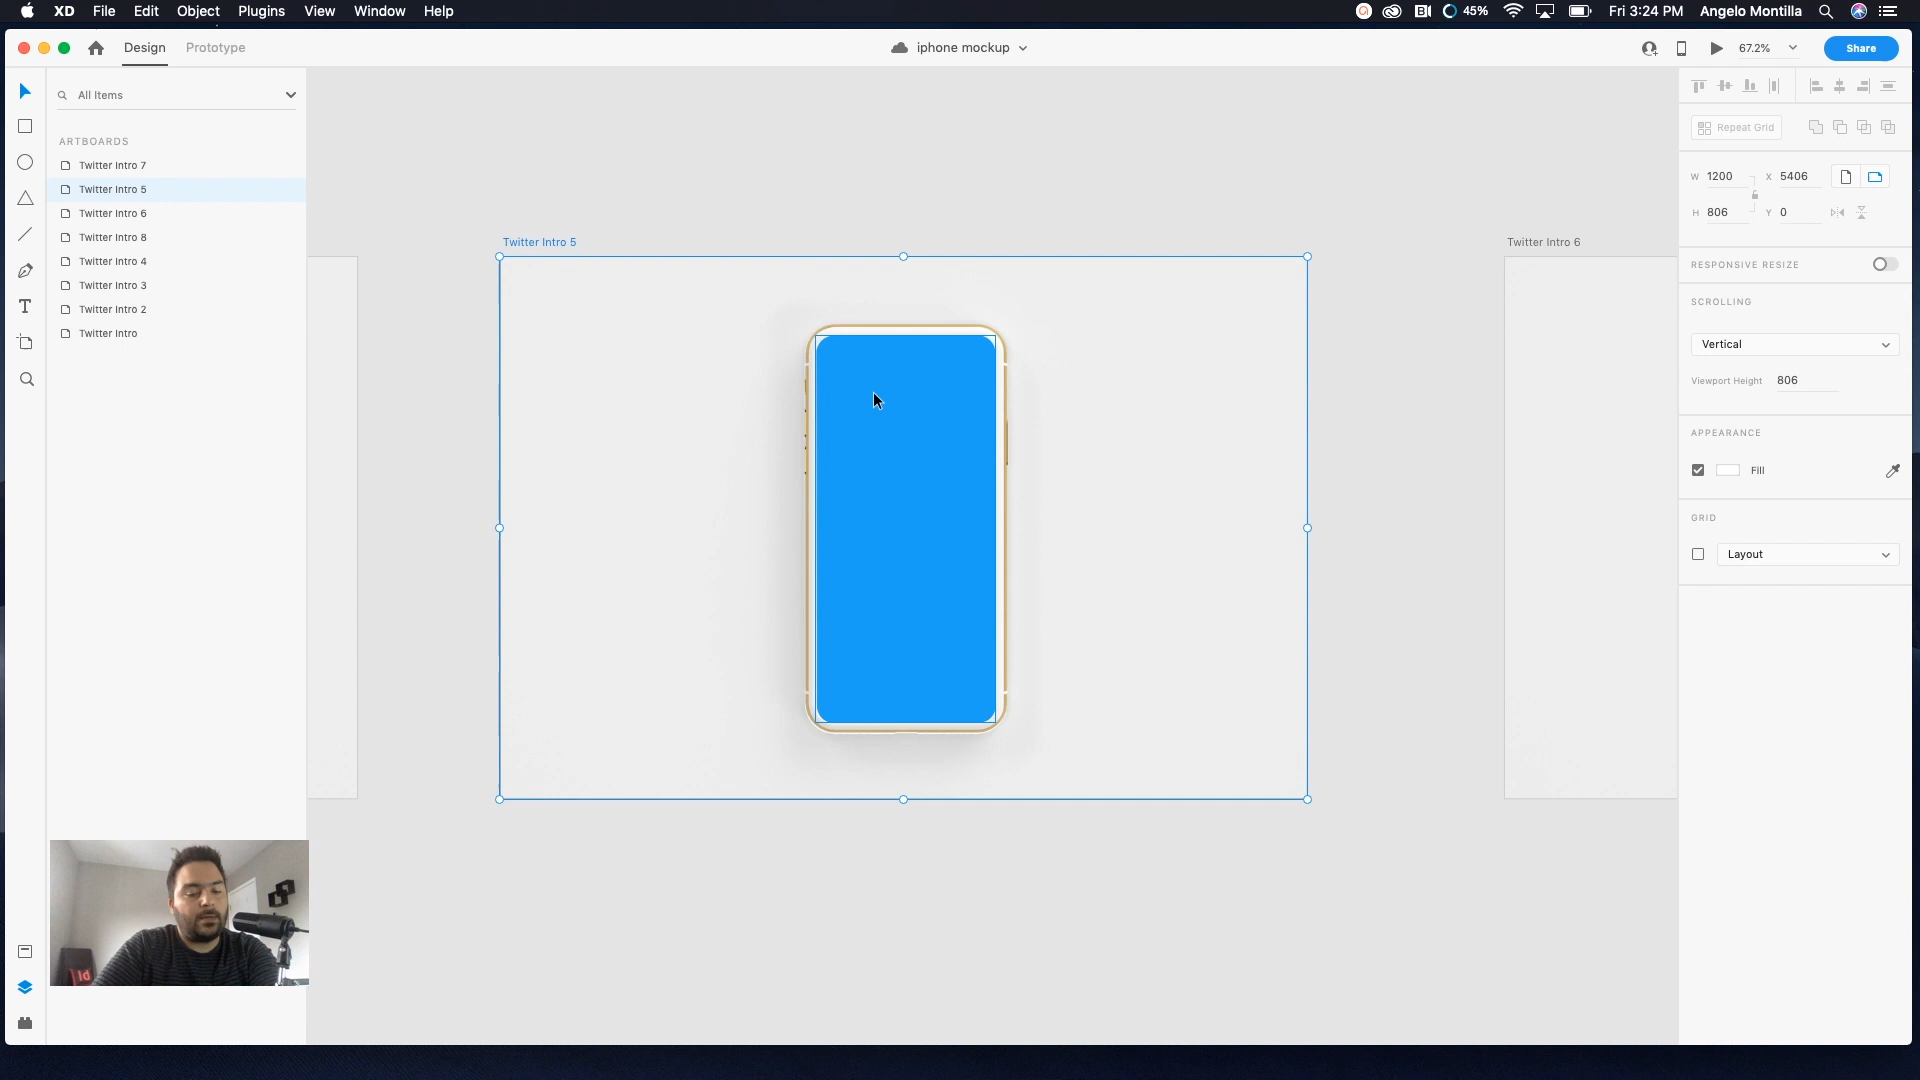 XD File Edit Object Plugins View Window Help
45% Fri 3:24 PM Angelo Montilla
Design Prototype
iphone mockup
67.2%
Share
All Items
ARTBOARDS
Twitter Intro 7
Twitter Intro 5
Twitter Intro 6
Twitter Intro 8
Twitter Intro 4
Twitter Intro 3
Twitter Intro 2
Twitter Intro
Twitter Intro 5
Twitter Intro 6
Repeat Grid
W 1200 X 5406
H 806 Y 0
RESPONSIVE RESIZE
SCROLLING
Vertical
Viewport Height 806
APPEARANCE
Fill
GRID
Layout
Id